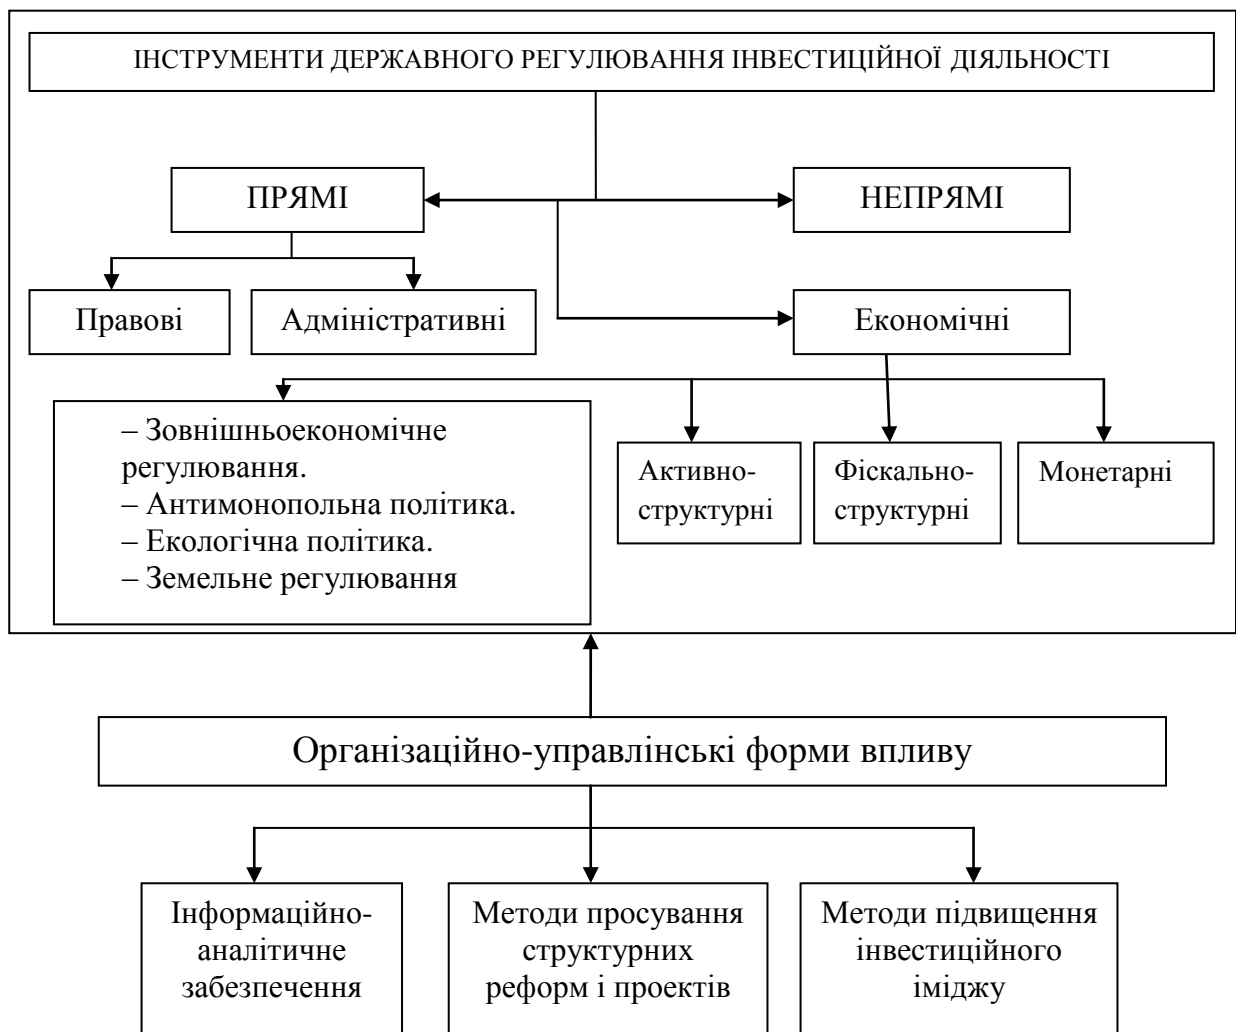 ІНСТРУМЕНТИ ДЕРЖАВНОГО РЕГУЛЮВАННЯ ІНВЕСТИЦІЙНОЇ ДІЯЛЬНОСТІ
ПРЯМІ
НЕПРЯМІ
Правові
Адміністративні
Економічні
– Зовнішньоекономічне
регулювання.
– Антимонопольна політика.
– Екологічна політика.
– Земельне регулювання
Активно-
структурні
Фіскально-
структурні
Монетарні
Організаційно-управлінські форми впливу
Інформаційно-
аналітичне
забезпечення
Методи просування
структурних
реформ і проектів
Методи підвищення
інвестиційного
іміджу